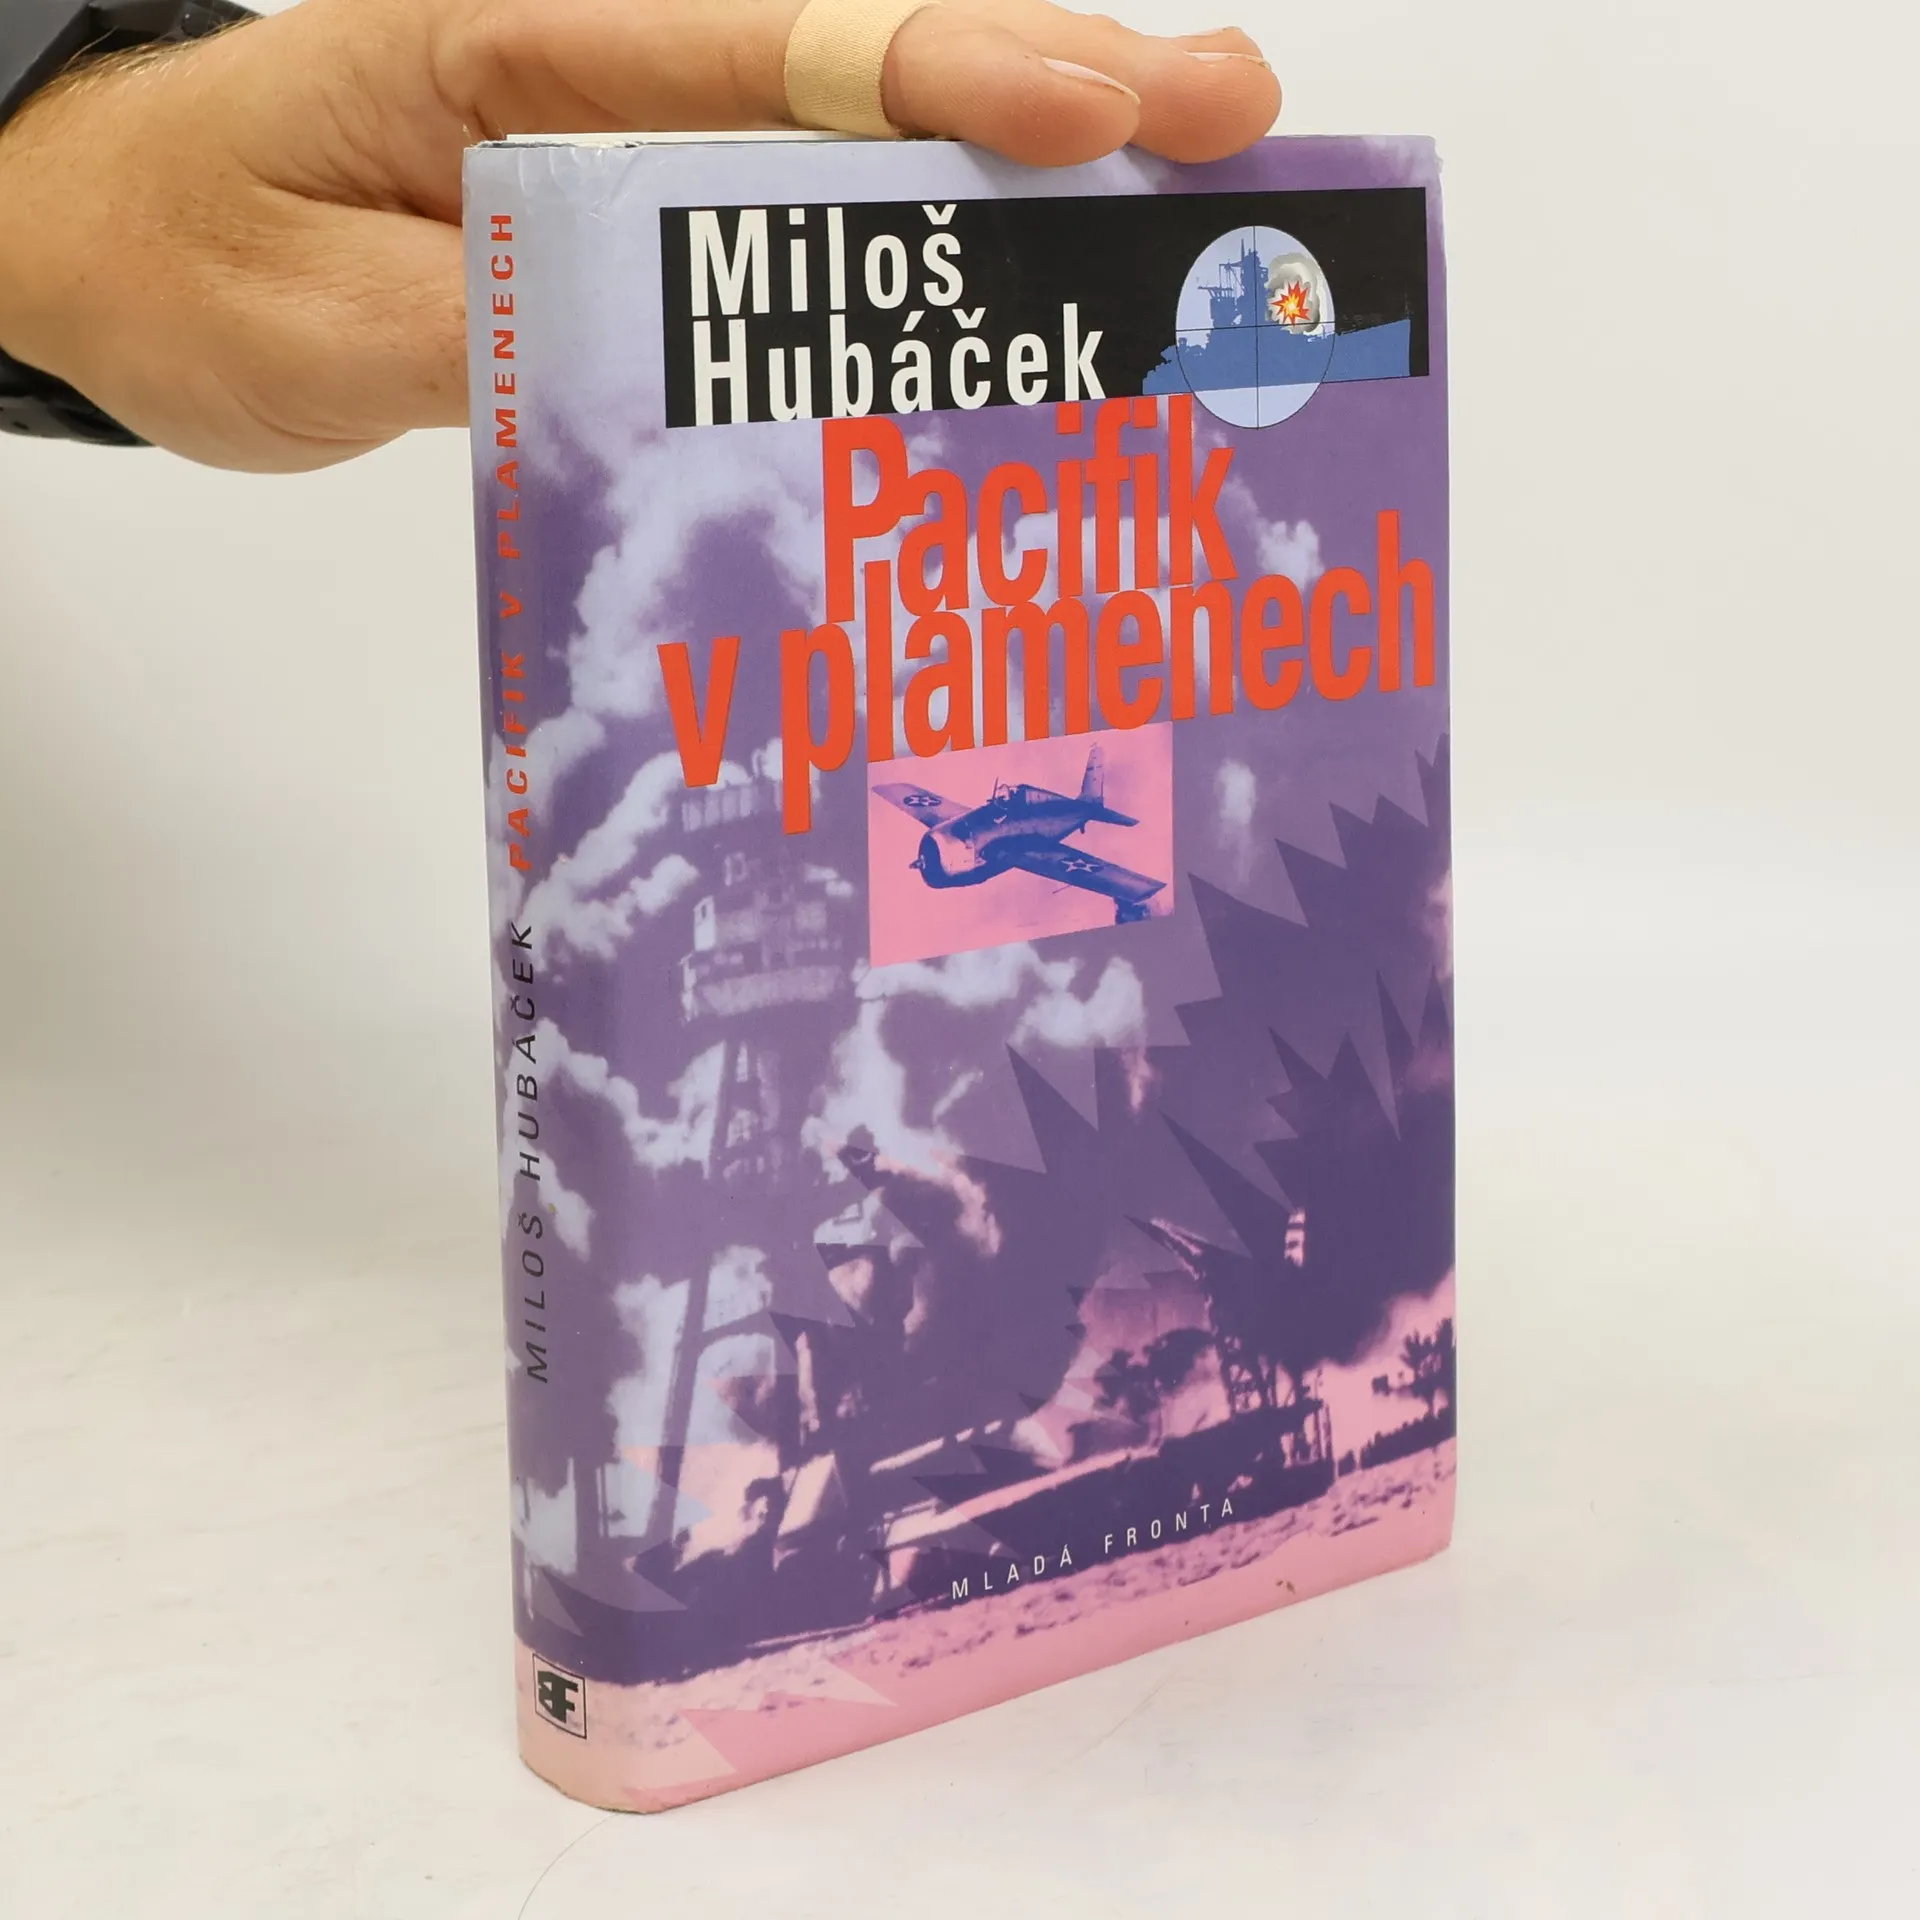 Miloš
Hubáček
Pacifik
v plamenech
MLADÁ FRONTA
MILOŠ HUBÁČEK PACIFIK V PLAMENECH